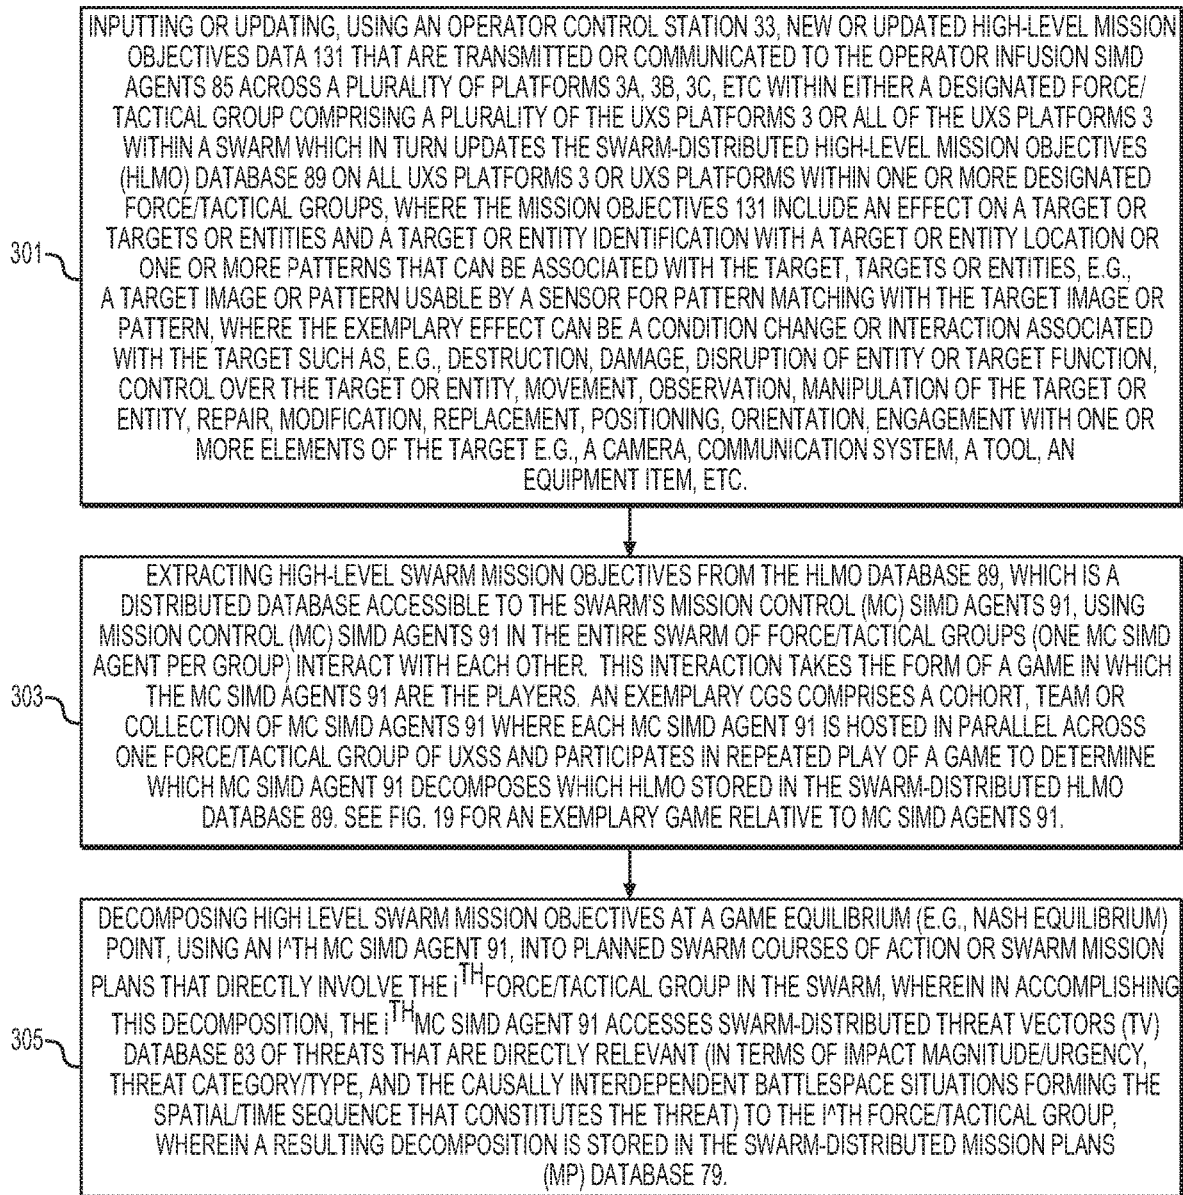 INPUTTING OR UPDATING, USING AN OPERATOR CONTROL STATION 33, NEW OR UPDATED HIGH-LEVEL MISSION
OBJECTIVES DATA 131 THAT ARE TRANSMITTED OR COMMUNICATED TO THE OPERATOR INFUSION SIMD
AGENTS 85 ACROSS A PLURALITY OF PLATFORMS 3A, 3B, 3C, ETC WITHIN EITHER A DESIGNATED FORCE/
TACTICAL GROUP COMPRISING A PLURALITY OF THE UXS PLATFORMS 3 OR ALL OF THE UXS PLATFORMS 3
WITHIN A SWARM WHICH IN TURN UPDATES THE SWARM-DISTRIBUTED HIGH-LEVEL MISSION OBJECTIVES
(HLMO) DATABASE 89 ON ALL UXS PLATFORMS 3 OR UXS PLATFORMS WITHIN ONE OR MORE DESIGNATED
FORCE/TACTICAL GROUPS, WHERE THE MISSION OBJECTIVES 131 INCLUDE AN EFFECT ON A TARGET OR
301 TARGETS OR ENTITIES AND A TARGET OR ENTITY IDENTIFICATION WITH A TARGET OR ENTITY LOCATION OR
ONE OR MORE PATTERNS THAT CAN BE ASSOCIATED WITH THE TARGET, TARGETS OR ENTITIES, E.G.,
A TARGET IMAGE OR PATTERN USABLE BY A SENSOR FOR PATTERN MATCHING WITH THE TARGET IMAGE OR
PATTERN, WHERE THE EXEMPLARY EFFECT CAN BE A CONDITION CHANGE OR INTERACTION ASSOCIATED
WITH THE TARGET SUCH AS, E.G., DESTRUCTION, DAMAGE, DISRUPTION OF ENTITY OR TARGET FUNCTION,
CONTROL OVER THE TARGET OR ENTITY, MOVEMENT, OBSERVATION, MANIPULATION OF THE TARGET OR
ENTITY, REPAIR, MODIFICATION, REPLACEMENT, POSITIONING, ORIENTATION, ENGAGEMENT WITH ONE OR
MORE ELEMENTS OF THE TARGET E.G., A CAMERA, COMMUNICATION SYSTEM, A TOOL, AN
EQUIPMENT ITEM, ETC.
EXTRACTING HIGH-LEVEL SWARM MISSION OBJECTIVES FROM THE HLMO DATABASE 89, WHICH IS A
DISTRIBUTED DATABASE ACCESSIBLE TO THE SWARM'S MISSION CONTROL (MC) SIMD AGENTS 91, USING
MISSION CONTROL (MC) SIMD AGENTS 91 IN THE ENTIRE SWARM OF FORCE/TACTICAL GROUPS (ONE MC SIMD
AGENT PER GROUP) INTERACT WITH EACH OTHER. THIS INTERACTION TAKES THE FORM OF A GAME IN WHICH
303 THE MC SIMD AGENTS 91 ARE THE PLAYERS. AN EXEMPLARY CGS COMPRISES A COHORT, TEAM OR
COLLECTION OF MC SIMD AGENTS 91 WHERE EACH MC SIMD AGENT 91 IS HOSTED IN PARALLEL ACROSS
ONE FORCE/TACTICAL GROUP OF UXSS AND PARTICIPATES IN REPEATED PLAY OF A GAME TO DETERMINE
WHICH MC SIMD AGENT 91 DECOMPOSES WHICH HLMO STORED IN THE SWARM-DISTRIBUTED HLMO
DATABASE 89. SEE FIG. 19 FOR AN EXEMPLARY GAME RELATIVE TO MC SIMD AGENTS 91.
DECOMPOSING HIGH LEVEL SWARM MISSION OBJECTIVES AT A GAME EQUILIBRIUM (E.G., NASH EQUILIBRIUM)
POINT, USING AN I^TH MC SIMD AGENT 91, INTO PLANNED SWARM COURSES OF ACTION OR SWARM MISSION
PLANS THAT DIRECTLY INVOLVE THE iTH FORCE/TACTICAL GROUP IN THE SWARM, WHEREIN IN ACCOMPLISHING
THIS DECOMPOSITION, THE iTH MC SIMD AGENT 91 ACCESSES SWARM-DISTRIBUTED THREAT VECTORS (TV)
305 DATABASE 83 OF THREATS THAT ARE DIRECTLY RELEVANT (IN TERMS OF IMPACT MAGNITUDE/URGENCY,
THREAT CATEGORY/TYPE, AND THE CAUSALLY INTERDEPENDENT BATTLESPACE SITUATIONS FORMING THE
SPATIAL/TIME SEQUENCE THAT CONSTITUTES THE THREAT) TO THE I^TH FORCE/TACTICAL GROUP,
WHEREIN A RESULTING DECOMPOSITION IS STORED IN THE SWARM-DISTRIBUTED MISSION PLANS
(MP) DATABASE 79.